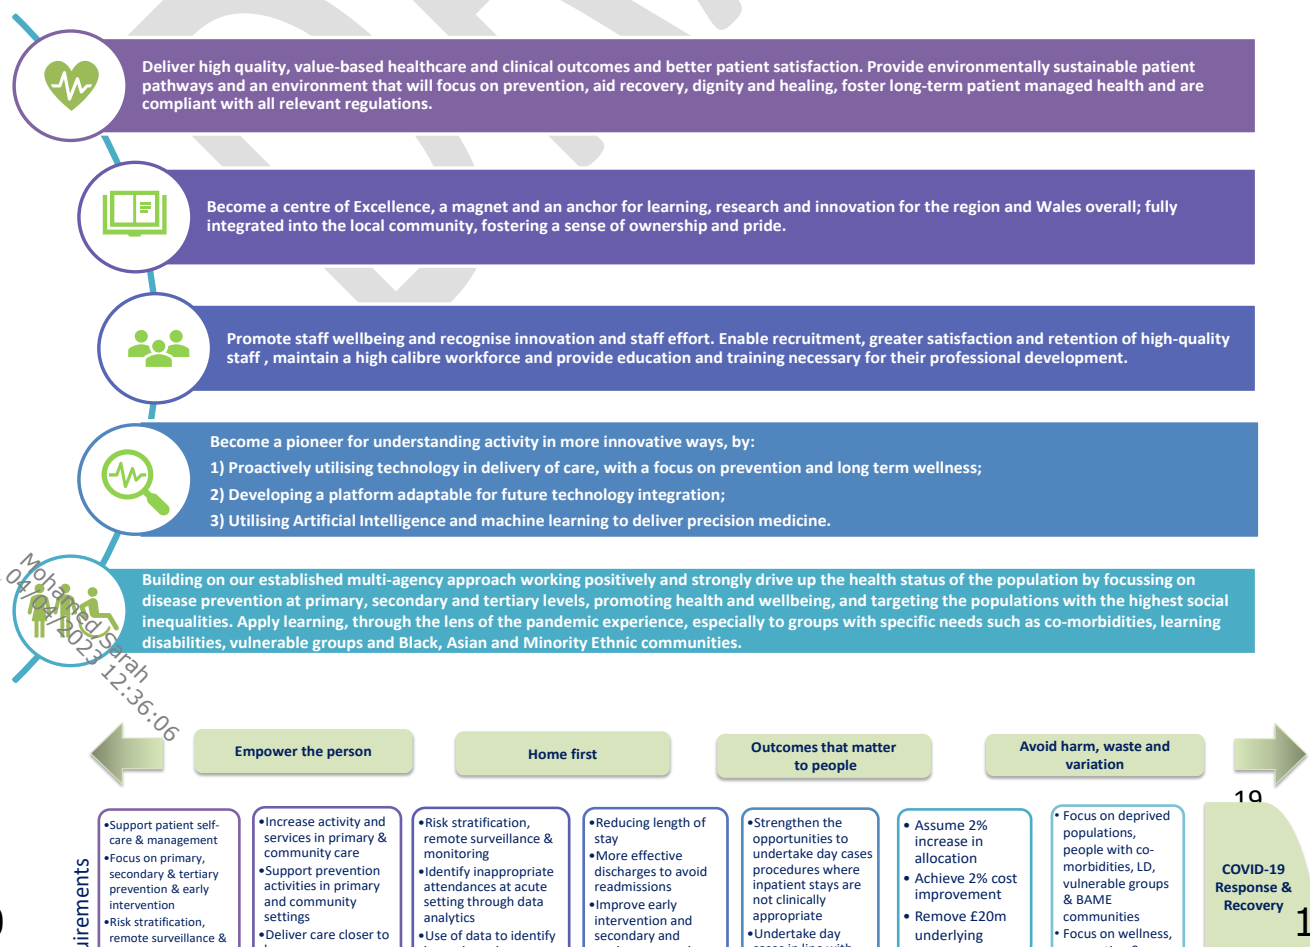 Deliver high quality, value-based healthcare and clinical outcomes and better patient satisfaction. Provide environmentally sustainable patient
pathways and an environment that will focus on prevention, aid recovery, dignity and healing, foster long-term patient managed health and are
compliant with all relevant regulations.
Become a centre of Excellence, a magnet and an anchor for learning, research and innovation for the region and Wales overall; fully
integrated into the local community, fostering a sense of ownership and pride.
Promote staff wellbeing and recognise innovation and staff effort. Enable recruitment, greater satisfaction and retention of high-quality
staff , maintain a high calibre workforce and provide education and training necessary for their professional development.
Become a pioneer for understanding activity in more innovative ways, by:
1) Proactively utilising technology in delivery of care, with a focus on prevention and long term wellness;
2) Developing a platform adaptable for future technology integration;
3) Utilising Artificial Intelligence and machine learning to deliver precision medicine.
Building on our established multi-agency approach working positively and strongly drive up the health status of the population by focussing on
disease prevention at primary, secondary and tertiary levels, promoting health and wellbeing, and targeting the populations with the highest social
inequalities. Apply learning, through the lens of the pandemic experience, especially to groups with specific needs such as co-morbidities, learning
disabilities, vulnerable groups and Black, Asian and Minority Ethnic communities.
Mohamed Sarah
04/04/2023 12:36:06
Empower the person
Home first
Outcomes that matter
to people
Avoid harm, waste and
variation
19
•Support patient self-
care & management
•Focus on primary,
secondary & tertiary
prevention & early
intervention
•Risk stratification,
remote surveillance &
•Increase activity and
services in primary &
community care
•Support prevention
activities in primary
and community
settings
•Deliver care closer to
•Risk stratification,
remote surveillance &
monitoring
•Identify inappropriate
attendances at acute
setting through data
analytics
•Use of data to identify
•Reducing length of
stay
•More effective
discharges to avoid
readmissions
•Improve early
intervention and
secondary and
•Strengthen the
opportunities to
undertake day cases
procedures where
inpatient stays are
not clinically
appropriate
•Undertake day
cases in line with
• Assume 2%
increase in
allocation
• Achieve 2% cost
improvement
• Remove £20m
underlying
• Focus on deprived
populations,
people with co-
morbidities, LD,
vulnerable groups
& BAME
communities
• Focus on wellness,
COVID-19
Response &
Recovery
1